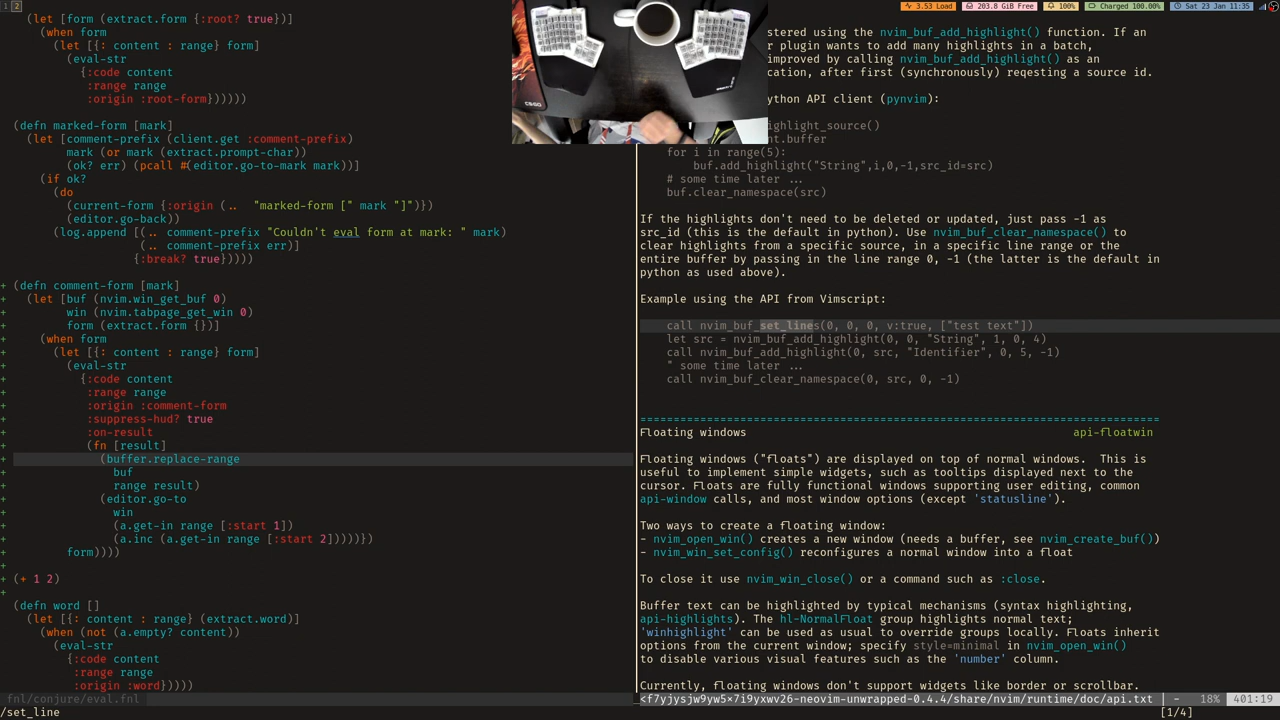 1 2
3.53 Load 203.8 GiB Free 100% Charged 100.00% Sat 23 Jan 11:35
(let [form (extract.form {:root? true})]
(when form
(let [{: content : range} form]
(eval-str
{:code content
:range range
:origin :root-form})))))
(defn marked-form [mark]
(let [comment-prefix (client.get :comment-prefix)
mark (or mark (extract.prompt-char))
(ok? err) (pcall #(editor.go-to-mark mark))]
(if ok?
(do
(current-form {:origin (.. "marked-form [" mark "]")})
(editor.go-back))
(log.append [(.. comment-prefix "Couldn't eval form at mark: " mark)
(.. comment-prefix err)]
{:break? true}))))
+ (defn comment-form [mark]
+ (let [buf (nvim.win_get_buf 0)
+ win (nvim.tabpage_get_win 0)
+ form (extract.form {})]
+ (when form
+ (let [{: content : range} form]
+ (eval-str
+ {:code content
+ :range range
+ :origin :comment-form
+ :suppress-hud? true
+ :on-result
+ (fn [result]
+ (buffer.replace-range
+ buf
+ range result)
+ (editor.go-to
+ win
+ (a.get-in range [:start 1])
+ (a.inc (a.get-in range [:start 2]))))})
+ form))))
+
+ (+ 1 2)
+
(defn word []
(let [{: content : range} (extract.word)]
(when (not (a.empty? content))
(eval-str
{:code content
:range range
:origin :word}))))
fnl/conjure/eval.fnl
/set_line
stered using the nvim_buf_add_highlight() function. If an
r plugin wants to add many highlights in a batch,
improved by calling nvim_buf_add_highlight() as an
cation, after first (synchronously) reqesting a source id.
ython API client (pynvim):
ighlight_source()
nt.buffer
for i in range(5):
buf.add_highlight("String",i,0,-1,src_id=src)
# some time later ...
buf.clear_namespace(src)
If the highlights don't need to be deleted or updated, just pass -1 as
src_id (this is the default in python). Use nvim_buf_clear_namespace() to
clear highlights from a specific source, in a specific line range or the
entire buffer by passing in the line range 0, -1 (the latter is the default in
python as used above).
Example using the API from Vimscript:
call nvim_buf_set_lines(0, 0, 0, v:true, ["test text"])
let src = nvim_buf_add_highlight(0, 0, "String", 1, 0, 4)
call nvim_buf_add_highlight(0, src, "Identifier", 0, 5, -1)
" some time later ...
call nvim_buf_clear_namespace(0, src, 0, -1)
==============================================================================
Floating windows api-floatwin
Floating windows ("floats") are displayed on top of normal windows. This is
useful to implement simple widgets, such as tooltips displayed next to the
cursor. Floats are fully functional windows supporting user editing, common
api-window calls, and most window options (except 'statusline').
Two ways to create a floating window:
- nvim_open_win() creates a new window (needs a buffer, see nvim_create_buf())
- nvim_win_set_config() reconfigures a normal window into a float
To close it use nvim_win_close() or a command such as :close.
Buffer text can be highlighted by typical mechanisms (syntax highlighting,
api-highlights). The hl-NormalFloat group highlights normal text;
'winhighlight' can be used as usual to override groups locally. Floats inherit
options from the current window; specify style=minimal in nvim_open_win()
to disable various visual features such as the 'number' column.
Currently, floating windows don't support widgets like border or scrollbar.
<f7yjysjw9yw5×7i9yxwv26-neovim-unwrapped-0.4.4/share/nvim/runtime/doc/api.txt - 18% 401:19
[1/4]